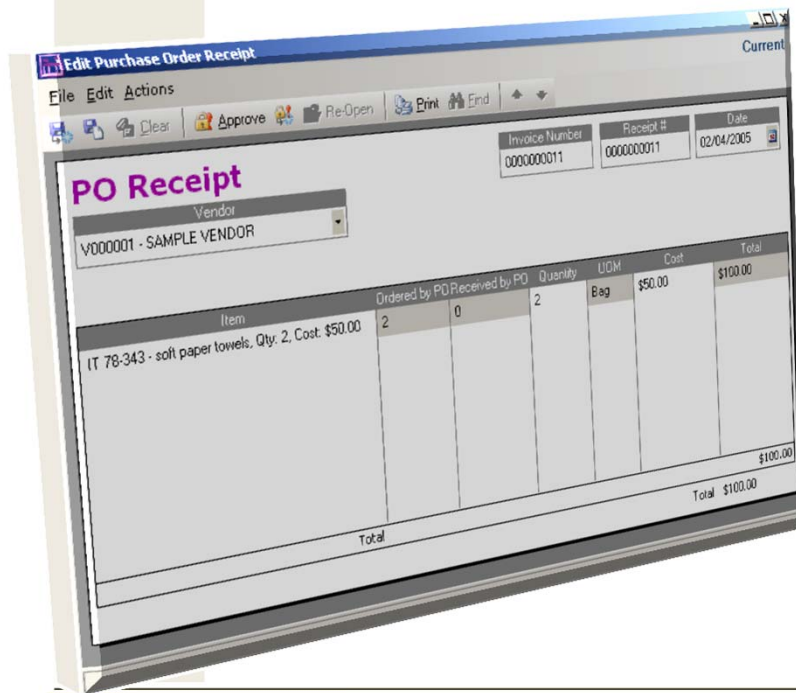 Edit Purchase Order Receipt
Current
File Edit Actions
Clear Approve Re-Open Print Find
PO Receipt
Invoice Number Receipt # Date
0000000011 0000000011 02/04/2005
Vendor
V000001 - SAMPLE VENDOR
Item Ordered by PO Received by PO Quantity UOM Cost Total
IT 78-343 - soft paper towels, Qty: 2, Cost: $50.00 2 0 2 Bag $50.00 $100.00
$100.00
Total Total $100.00